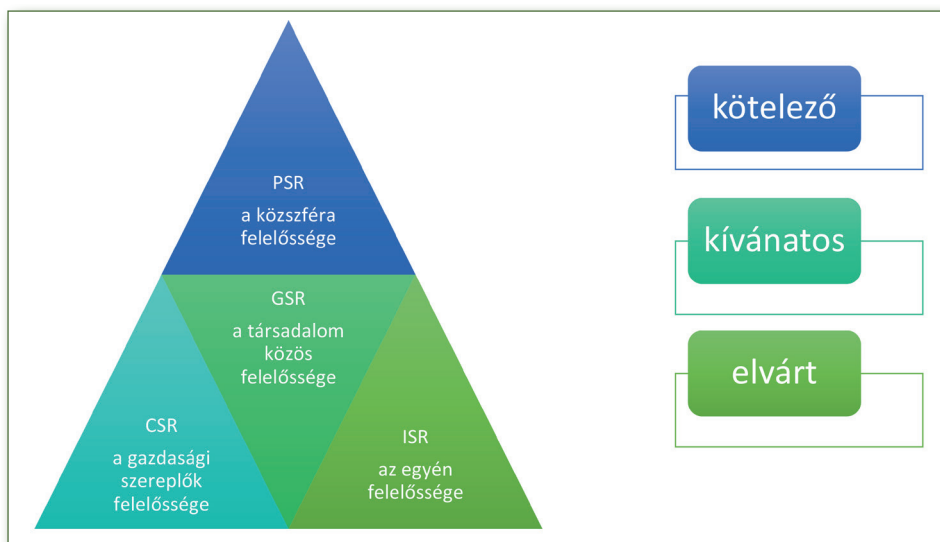 PSR
a közszféra
felelőssége
GSR
a társadalom
közös
felelőssége
CSR
a gazdasági
szereplők
felelőssége
ISR
az egyén
felelőssége
kötelező
kívánatos
elvárt